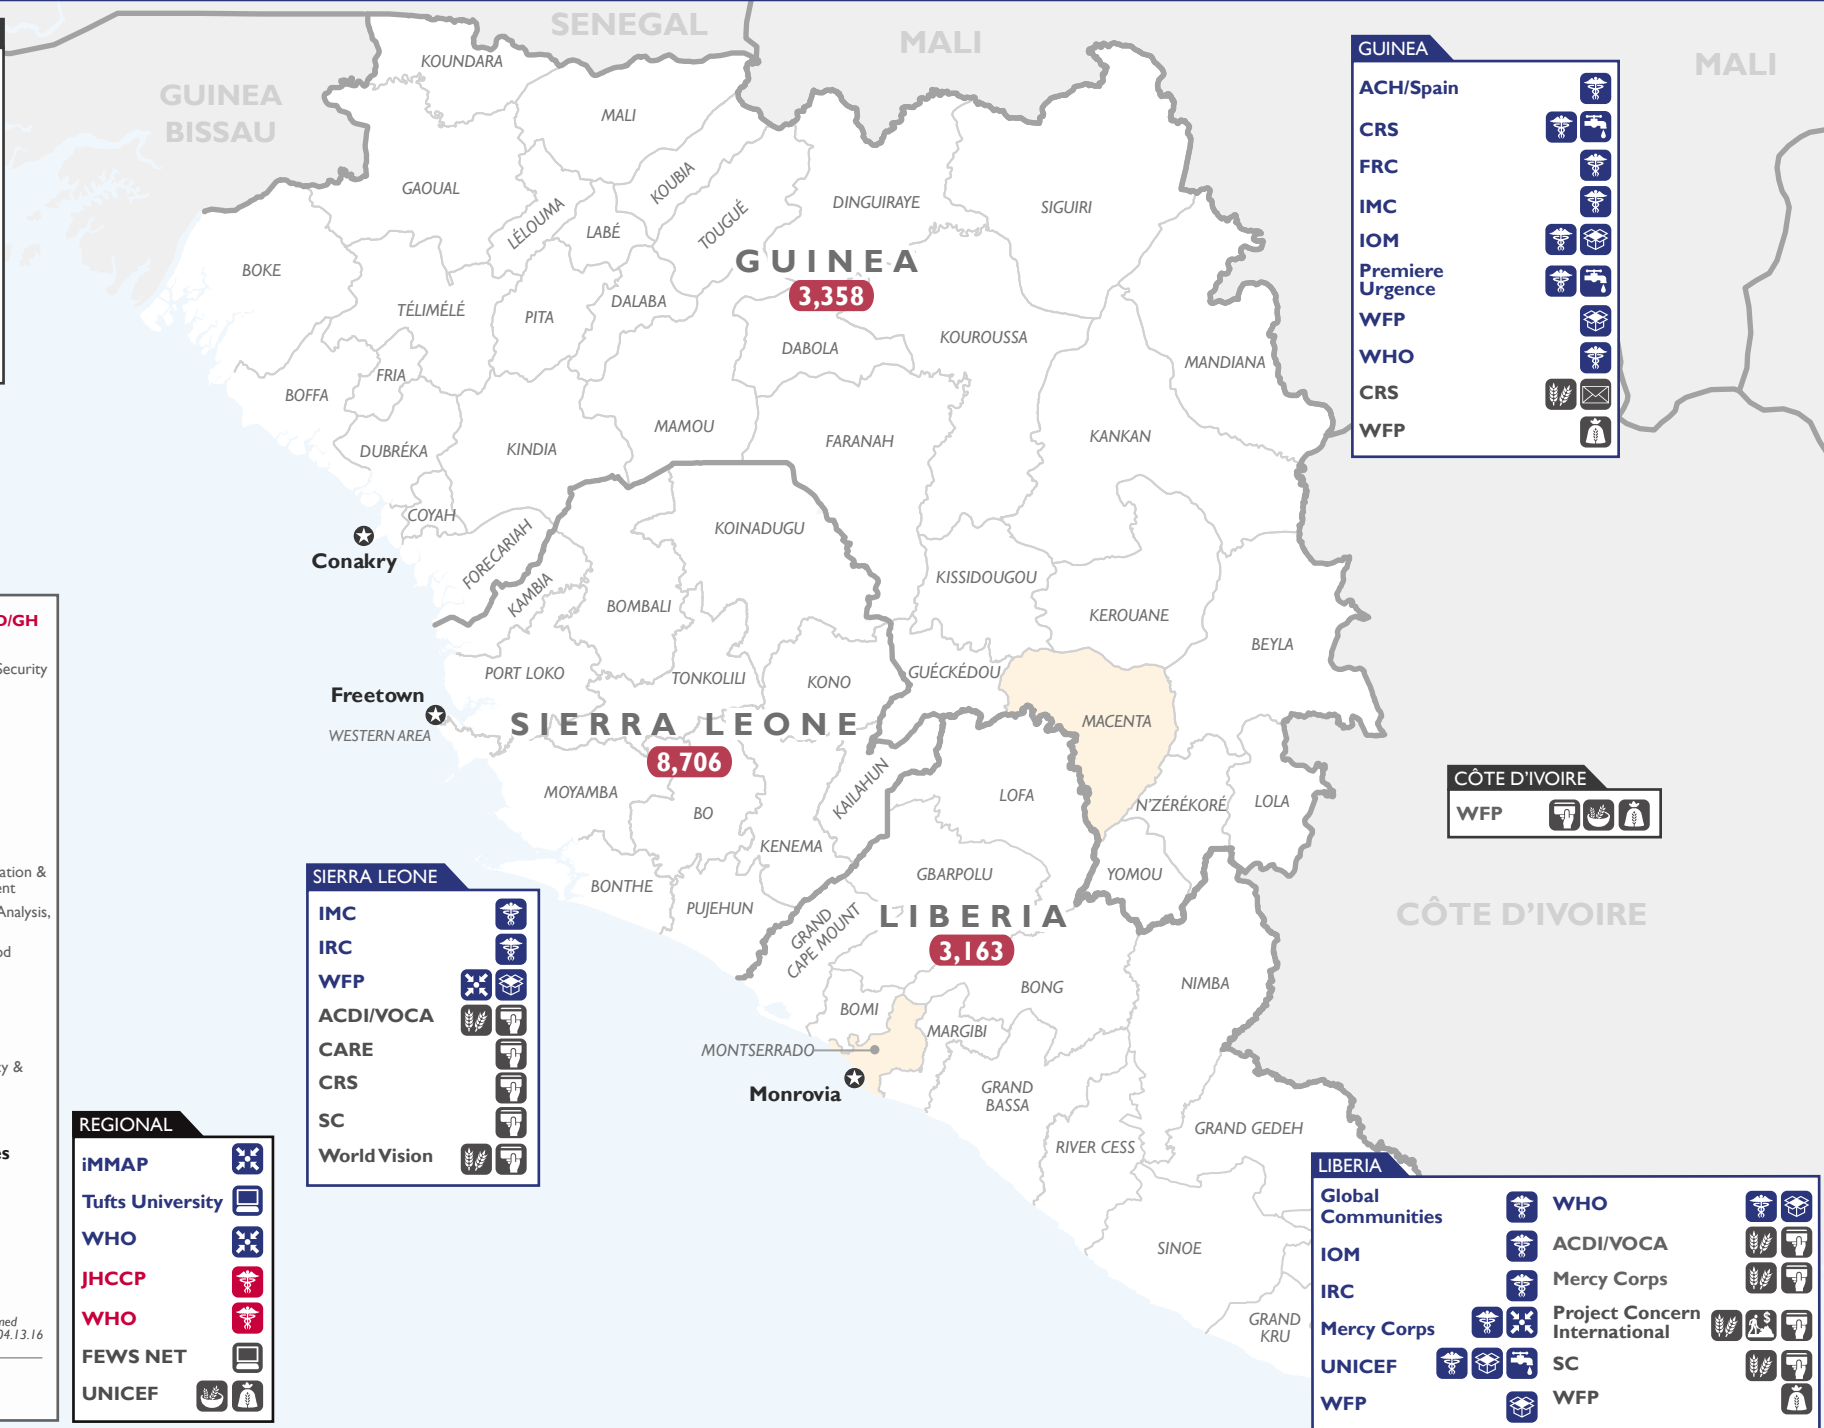 SENEGAL
MALI
MALI
GUINEA
BISSAU
KOUNDARA
MALI
GAOUAL
KOUBIA
LÉLOUMA
LABÉ
TOUGUÉ
DINGUIRAYE
SIGUIRI
BOKE
GUINEA
3,358
TÉLIMÉLÉ
PITA
DALABA
DABOLA
KOUROUSSA
MANDIANA
FRIA
BOFFA
MAMOU
FARANAH
KANKAN
DUBRÉKA
KINDIA
COYAH
Conakry
FORECARIAH
KOINADUGU
KAMBIA
BOMBALI
KISSIDOUGOU
KEROUANE
BEYLA
PORT LOKO
TONKOLILI
KONO
GUÉCKÉDOU
Freetown
WESTERN AREA
SIERRA LEONE
8,706
MACENTA
MOYAMBA
BO
KAILAHUN
LOFA
N'ZÉRÉKORÉ
LOLA
KENEMA
BONTHE
PUJEHUN
GBARPOLU
YOMOU
GRAND
CAPE MOUNT
LIBERIA
3,163
BONG
NIMBA
BOMI
MARGIBI
MONTSERRADO
Monrovia
GRAND
BASSA
RIVER CESS
GRAND GEDEH
SINOE
GRAND
KRU
CÔTE D'IVOIRE
GUINEA
ACH/Spain
CRS
FRC
IMC
IOM
Premiere
Urgence
WFP
WHO
CRS
WFP
CÔTE D'IVOIRE
WFP
SIERRA LEONE
IMC
IRC
WFP
ACDI/VOCA
CARE
CRS
SC
World Vision
REGIONAL
iMMAP
Tufts University
WHO
JHCCP
WHO
FEWS NET
UNICEF
LIBERIA
Global
Communities
IOM
IRC
Mercy Corps
UNICEF
WFP
WHO
ACDI/VOCA
Mercy Corps
Project Concern
International
SC
WFP
/GH
Security
&
Analysis,
&
04.13.16